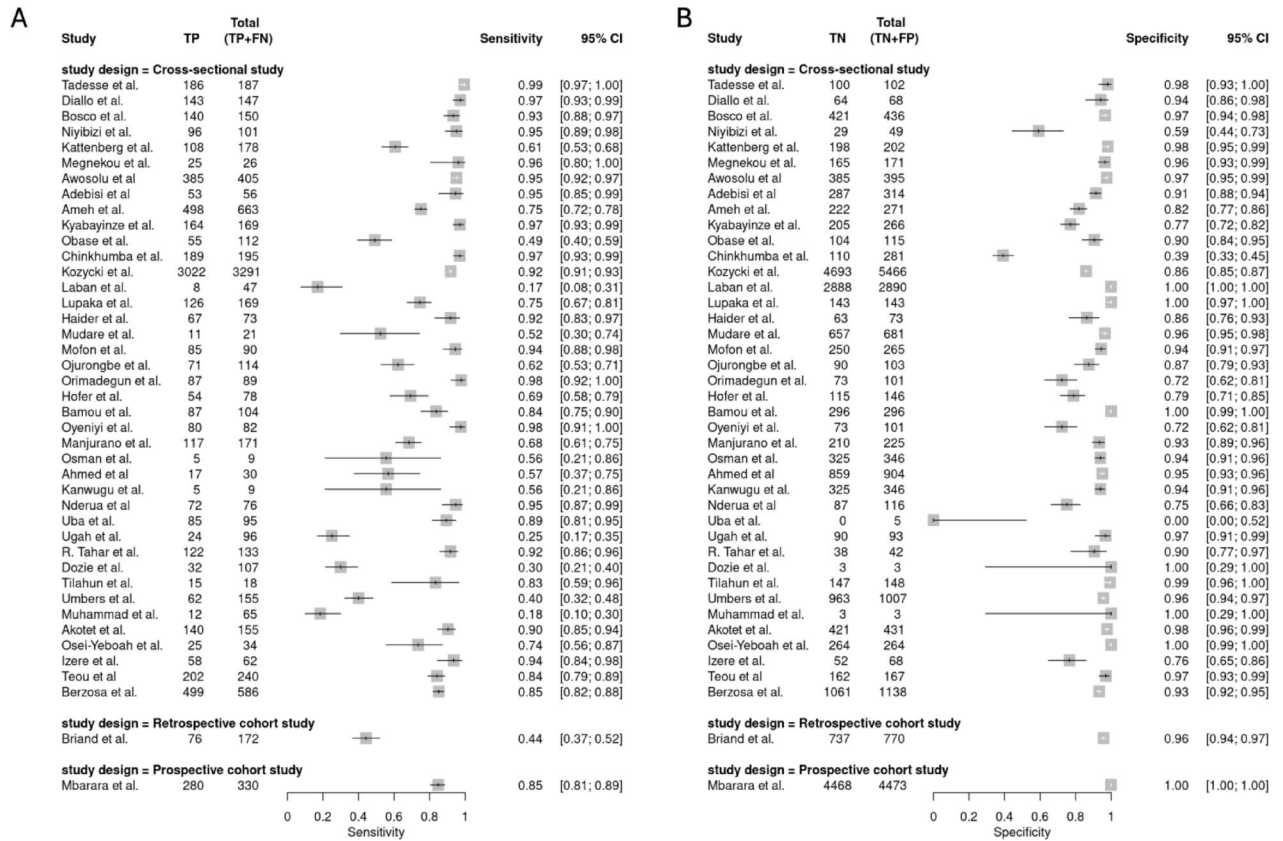 A
Total
Study TP (TP+FN) Sensitivity 95% CI
study design = Cross-sectional study
Tadesse et al. 186 187 0.99 [0.97; 1.00]
Diallo et al. 143 147 0.97 [0.93; 0.99]
Bosco et al. 140 150 0.93 [0.88; 0.97]
Niyibizi et al. 96 101 0.95 [0.89; 0.98]
Kattenberg et al. 108 178 0.61 [0.53; 0.68]
Megnekou et al. 25 26 0.96 [0.80; 1.00]
Awosolu et al 385 405 0.95 [0.92; 0.97]
Adebisi et al 53 56 0.95 [0.85; 0.99]
Ameh et al. 498 663 0.75 [0.72; 0.78]
Kyabayinze et al. 164 169 0.97 [0.93; 0.99]
Obase et al. 55 112 0.49 [0.40; 0.59]
Chinkhumba et al. 189 195 0.97 [0.93; 0.99]
Kozycki et al. 3022 3291 0.92 [0.91; 0.93]
Laban et al. 8 47 0.17 [0.08; 0.31]
Lupaka et al. 126 169 0.75 [0.67; 0.81]
Haider et al. 67 73 0.92 [0.83; 0.97]
Mudare et al. 11 21 0.52 [0.30; 0.74]
Mofon et al. 85 90 0.94 [0.88; 0.98]
Ojurongbe et al. 71 114 0.62 [0.53; 0.71]
Orimadegun et al. 87 89 0.98 [0.92; 1.00]
Hofer et al. 54 78 0.69 [0.58; 0.79]
Bamou et al. 87 104 0.84 [0.75; 0.90]
Oyeniyi et al. 80 82 0.98 [0.91; 1.00]
Manjurano et al. 117 171 0.68 [0.61; 0.75]
Osman et al. 5 9 0.56 [0.21; 0.86]
Ahmed et al 17 30 0.57 [0.37; 0.75]
Kanwugu et al. 5 9 0.56 [0.21; 0.86]
Nderua et al 72 76 0.95 [0.87; 0.99]
Uba et al. 85 95 0.89 [0.81; 0.95]
Ugah et al. 24 96 0.25 [0.17; 0.35]
R. Tahar et al. 122 133 0.92 [0.86; 0.96]
Dozie et al. 32 107 0.30 [0.21; 0.40]
Tilahun et al. 15 18 0.83 [0.59; 0.96]
Umbers et al. 62 155 0.40 [0.32; 0.48]
Muhammad et al. 12 65 0.18 [0.10; 0.30]
Akotet et al. 140 155 0.90 [0.85; 0.94]
Osei-Yeboah et al. 25 34 0.74 [0.56; 0.87]
Izere et al. 58 62 0.94 [0.84; 0.98]
Teou et al 202 240 0.84 [0.79; 0.89]
Berzosa et al. 499 586 0.85 [0.82; 0.88]
study design = Retrospective cohort study
Briand et al. 76 172 0.44 [0.37; 0.52]
study design = Prospective cohort study
Mbarara et al. 280 330 0.85 [0.81; 0.89]
0 0.2 0.4 0.6 0.8 1
Sensitivity
B
Total
Study TN (TN+FP) Specificity 95% CI
study design = Cross-sectional study
Tadesse et al. 100 102 0.98 [0.93; 1.00]
Diallo et al. 64 68 0.94 [0.86; 0.98]
Bosco et al. 421 436 0.97 [0.94; 0.98]
Niyibizi et al. 29 49 0.59 [0.44; 0.73]
Kattenberg et al. 198 202 0.98 [0.95; 0.99]
Megnekou et al. 165 171 0.96 [0.93; 0.99]
Awosolu et al 385 395 0.97 [0.95; 0.99]
Adebisi et al 287 314 0.91 [0.88; 0.94]
Ameh et al. 222 271 0.82 [0.77; 0.86]
Kyabayinze et al. 205 266 0.77 [0.72; 0.82]
Obase et al. 104 115 0.90 [0.84; 0.95]
Chinkhumba et al. 110 281 0.39 [0.33; 0.45]
Kozycki et al. 4693 5466 0.86 [0.85; 0.87]
Laban et al. 2888 2890 1.00 [1.00; 1.00]
Lupaka et al. 143 143 1.00 [0.97; 1.00]
Haider et al. 63 73 0.86 [0.76; 0.93]
Mudare et al. 657 681 0.96 [0.95; 0.98]
Mofon et al. 250 265 0.94 [0.91; 0.97]
Ojurongbe et al. 90 103 0.87 [0.79; 0.93]
Orimadegun et al. 73 101 0.72 [0.62; 0.81]
Hofer et al. 115 146 0.79 [0.71; 0.85]
Bamou et al. 296 296 1.00 [0.99; 1.00]
Oyeniyi et al. 73 101 0.72 [0.62; 0.81]
Manjurano et al. 210 225 0.93 [0.89; 0.96]
Osman et al. 325 346 0.94 [0.91; 0.96]
Ahmed et al. 859 904 0.95 [0.93; 0.96]
Kanwugu et al. 325 346 0.94 [0.91; 0.96]
Nderua et al 87 116 0.75 [0.66; 0.83]
Uba et al. 0 5 0.00 [0.00; 0.52]
Ugah et al. 90 93 0.97 [0.91; 0.99]
R. Tahar et al. 38 42 0.90 [0.77; 0.97]
Dozie et al. 3 3 1.00 [0.29; 1.00]
Tilahun et al. 147 148 0.99 [0.96; 1.00]
Umbers et al. 963 1007 0.96 [0.94; 0.97]
Muhammad et al. 3 3 1.00 [0.29; 1.00]
Akotet et al. 421 431 0.98 [0.96; 0.99]
Osei-Yeboah et al. 264 264 1.00 [0.99; 1.00]
Izere et al. 52 68 0.76 [0.65; 0.86]
Teou et al 162 167 0.97 [0.93; 0.99]
Berzosa et al. 1061 1138 0.93 [0.92; 0.95]
study design = Retrospective cohort study
Briand et al. 737 770 0.96 [0.94; 0.97]
study design = Prospective cohort study
Mbarara et al. 4468 4473 1.00 [1.00; 1.00]
0 0.2 0.4 0.6 0.8 1
Specificity